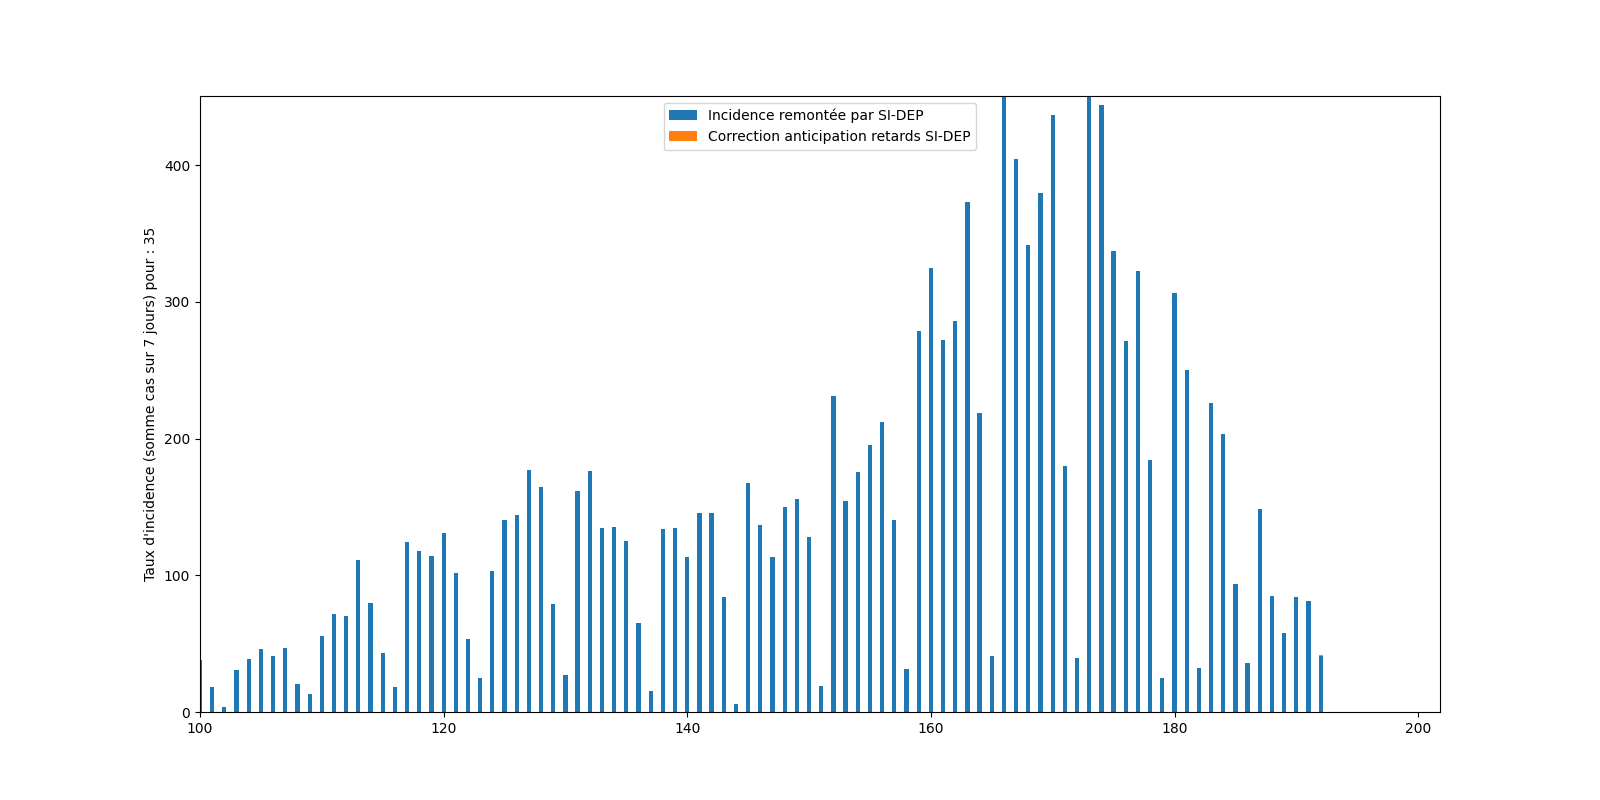 Incidence remontée par SI-DEP
Correction anticipation retards SI-DEP
Taux d'incidence (somme cas sur 7 jours) pour : 35
400
300
200
100
0
100 120 140 160 180 200